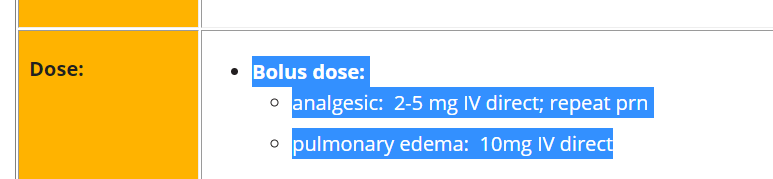 Dose:
Bolus dose:
analgesic:  2-5 mg IV direct; repeat prn
pulmonary edema:  10mg IV direct